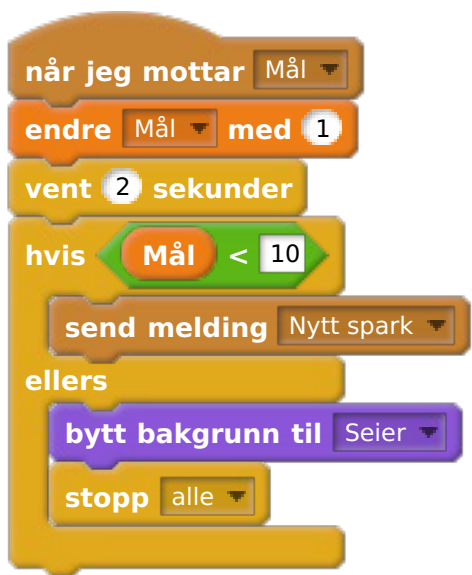 når jeg mottar Mål
endre Mål med 1
vent 2 sekunder
hvis Mål < 10
send melding Nytt spark
ellers
bytt bakgrunn til Seier
stopp alle